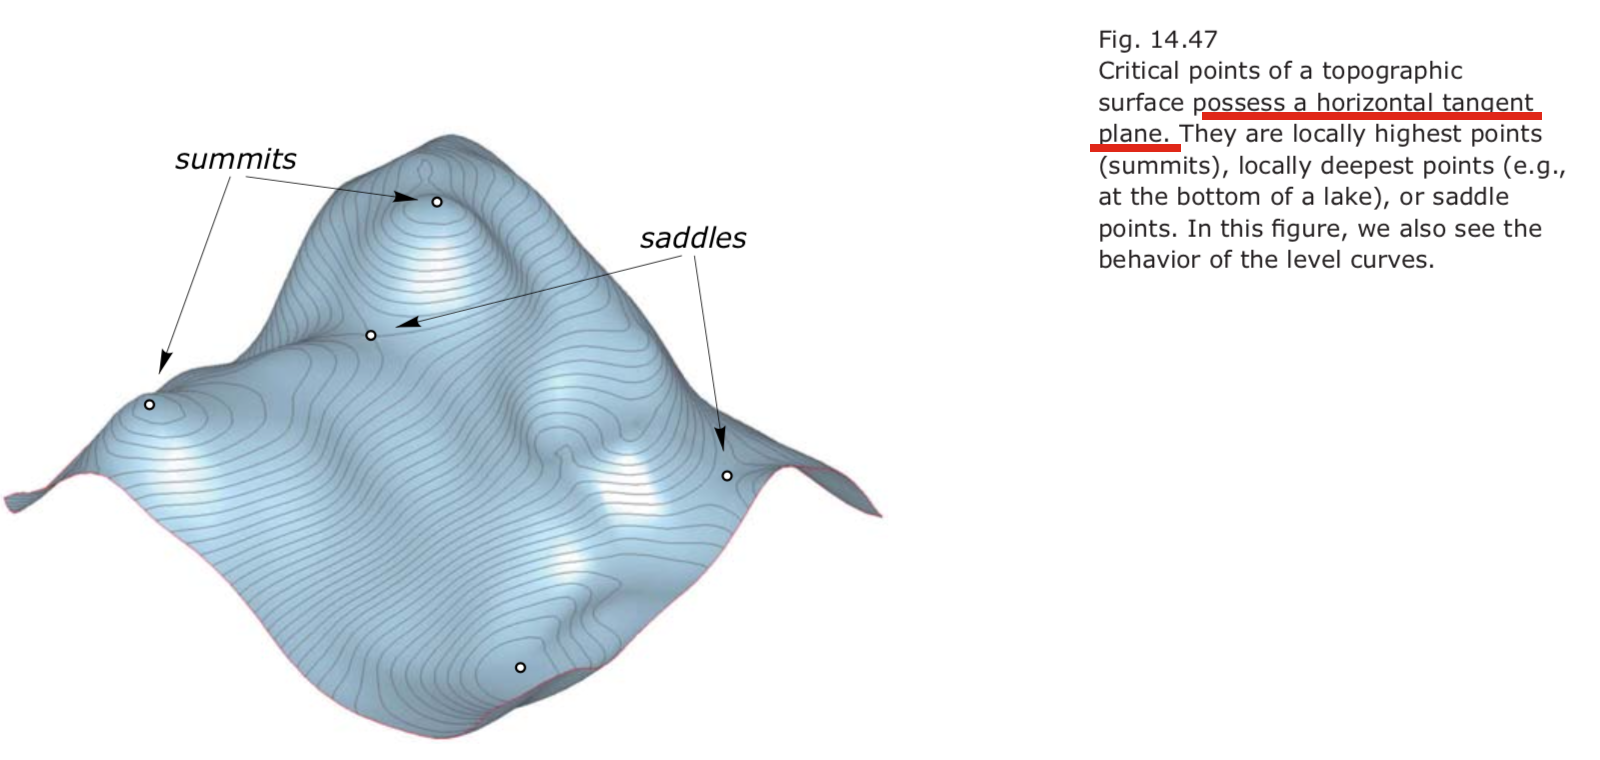 Fig. 14.47
Critical points of a topographic
surface possess a horizontal tangent
plane. They are locally highest points
(summits), locally deepest points (e.g.,
at the bottom of a lake), or saddle
points. In this figure, we also see the
behavior of the level curves.
summits
saddles